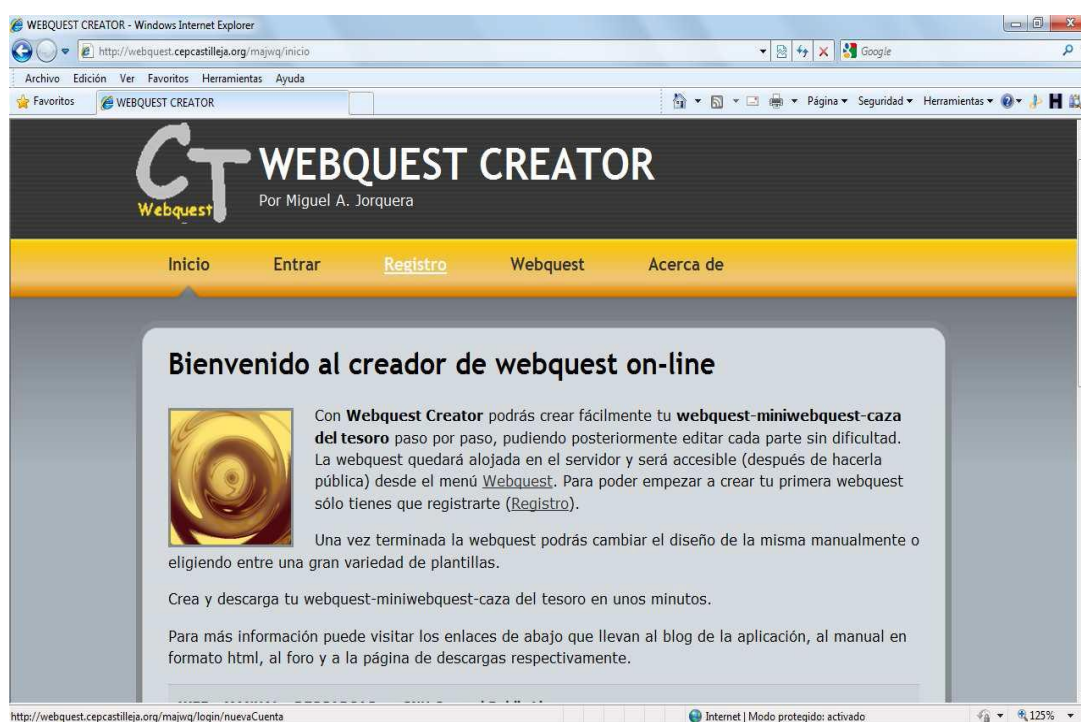 WEBQUEST CREATOR - Windows Internet Explorer
http://webquest.cepcastilleja.org/majwq/inicio
Google
Archivo Edición Ver Favoritos Herramientas Ayuda
Favoritos WEBQUEST CREATOR Página Seguridad Herramientas
CT
Webquest
WEBQUEST CREATOR
Por Miguel A. Jorquera
Inicio Entrar Registro Webquest Acerca de
Bienvenido al creador de webquest on-line
Con Webquest Creator podrás crear fácilmente tu webquest-miniwebquest-caza
del tesoro paso por paso, pudiendo posteriormente editar cada parte sin dificultad.
La webquest quedará alojada en el servidor y será accesible (después de hacerla
pública) desde el menú Webquest. Para poder empezar a crear tu primera webquest
sólo tienes que registrarte (Registro).
Una vez terminada la webquest podrás cambiar el diseño de la misma manualmente o
eligiendo entre una gran variedad de plantillas.
Crea y descarga tu webquest-miniwebquest-caza del tesoro en unos minutos.
Para más información puede visitar los enlaces de abajo que llevan al blog de la aplicación, al manual en
formato html, al foro y a la página de descargas respectivamente.
http://webquest.cepcastilleja.org/majwq/login/nuevaCuenta
Internet | Modo protegido: activado
125%